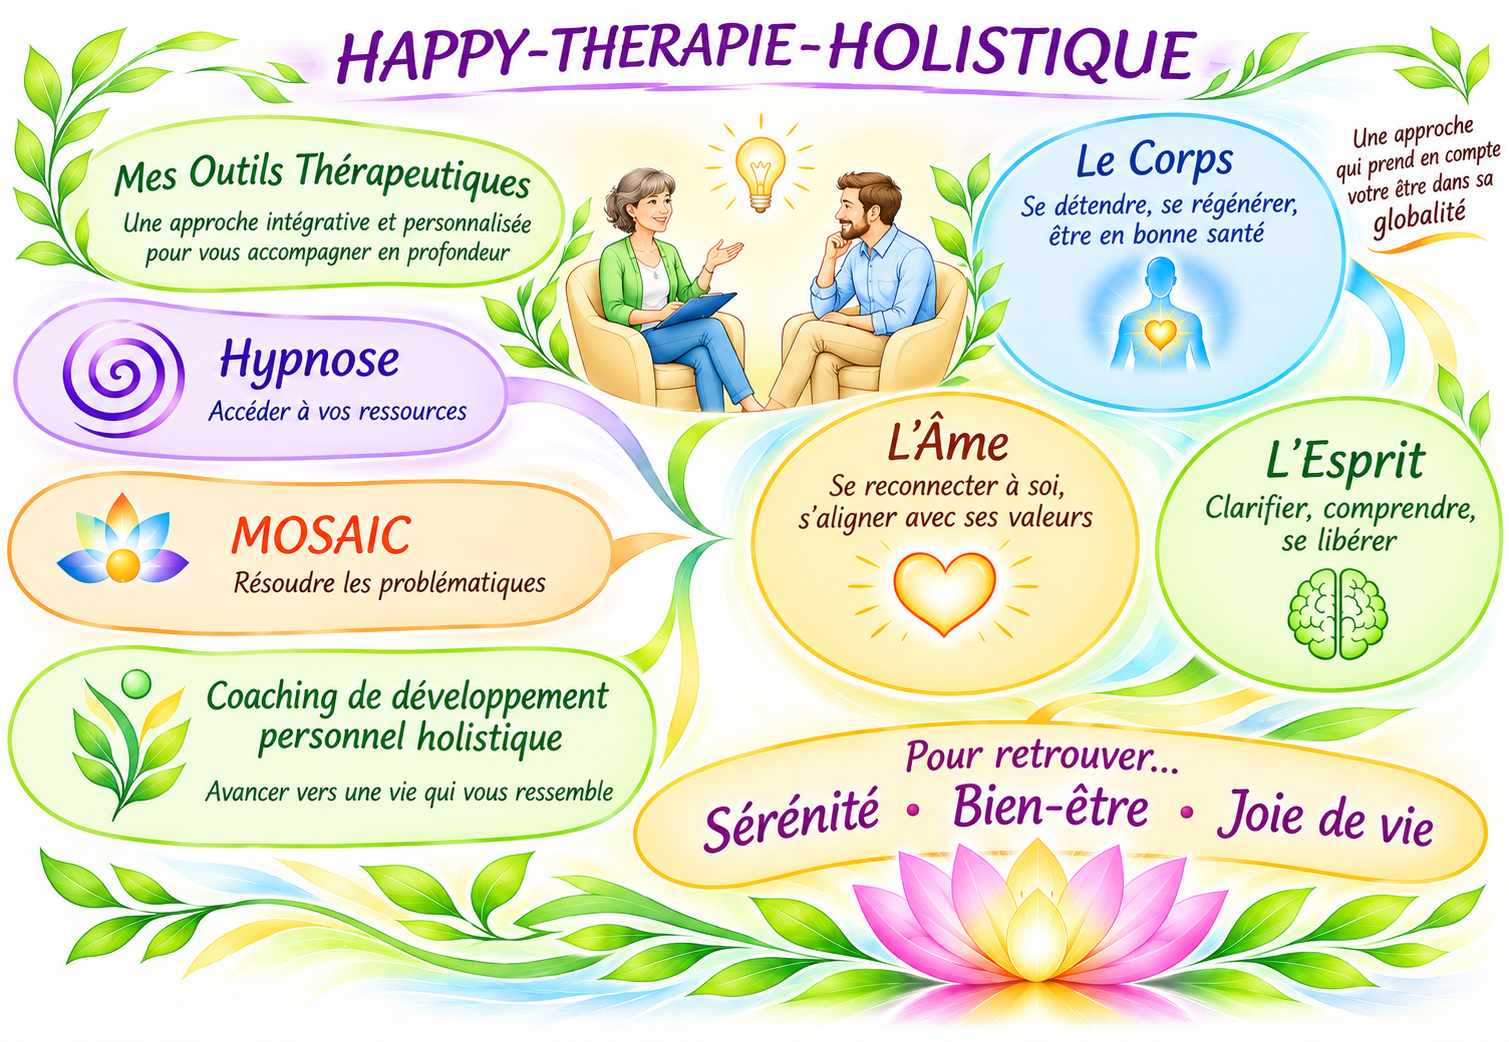 HAPPY-THERAPIE-HOLISTIQUE
Mes Outils Thérapeutiques
Une approche intégrative et personnalisée
pour vous accompagner en profondeur
Hypnose
Accéder à vos ressources
MOSAIC
Résoudre les problématiques
Coaching de développement
personnel holistique
Avancer vers une vie qui vous ressemble
Le Corps
Se détendre, se régénérer,
être en bonne santé
Une approche
qui prend en compte
votre être dans sa
globalité
L'Âme
Se reconnecter à soi,
s'aligner avec ses valeurs
L'Esprit
Clarifier, comprendre,
se libérer
Pour retrouver...
Sérénité • Bien-être • Joie de vie